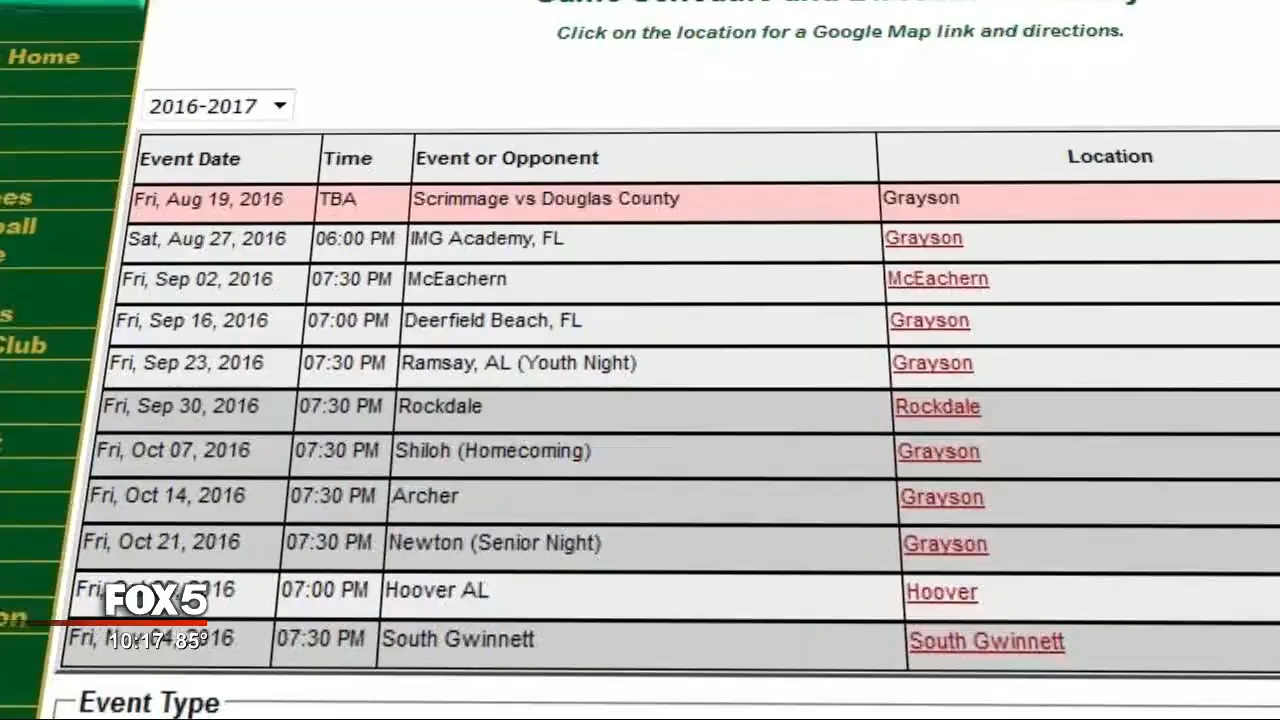 Click on the location for a Google Map link and directions.
Home
2016-2017
Event Date Time Event or Opponent Location
Fri, Aug 19, 2016 TBA Scrimmage vs Douglas County Grayson
Sat, Aug 27, 2016 06:00 PM IMG Academy, FL Grayson
Fri, Sep 02, 2016 07:30 PM McEachern McEachern
Fri, Sep 16, 2016 07:00 PM Deerfield Beach, FL Grayson
Fri, Sep 23, 2016 07:30 PM Ramsay, AL (Youth Night) Grayson
Club
Fri, Sep 30, 2016 07:30 PM Rockdale Rockdale
Fri, Oct 07, 2016 07:30 PM Shiloh (Homecoming) Grayson
Fri, Oct 14, 2016 07:30 PM Archer Grayson
Fri, Oct 21, 2016 07:30 PM Newton (Senior Night) Grayson
Fri, 16 07:00 PM Hoover AL Hoover
FOX 5
Fri, 16 07:30 PM South Gwinnett South Gwinnett
10:17 85°
Event Type